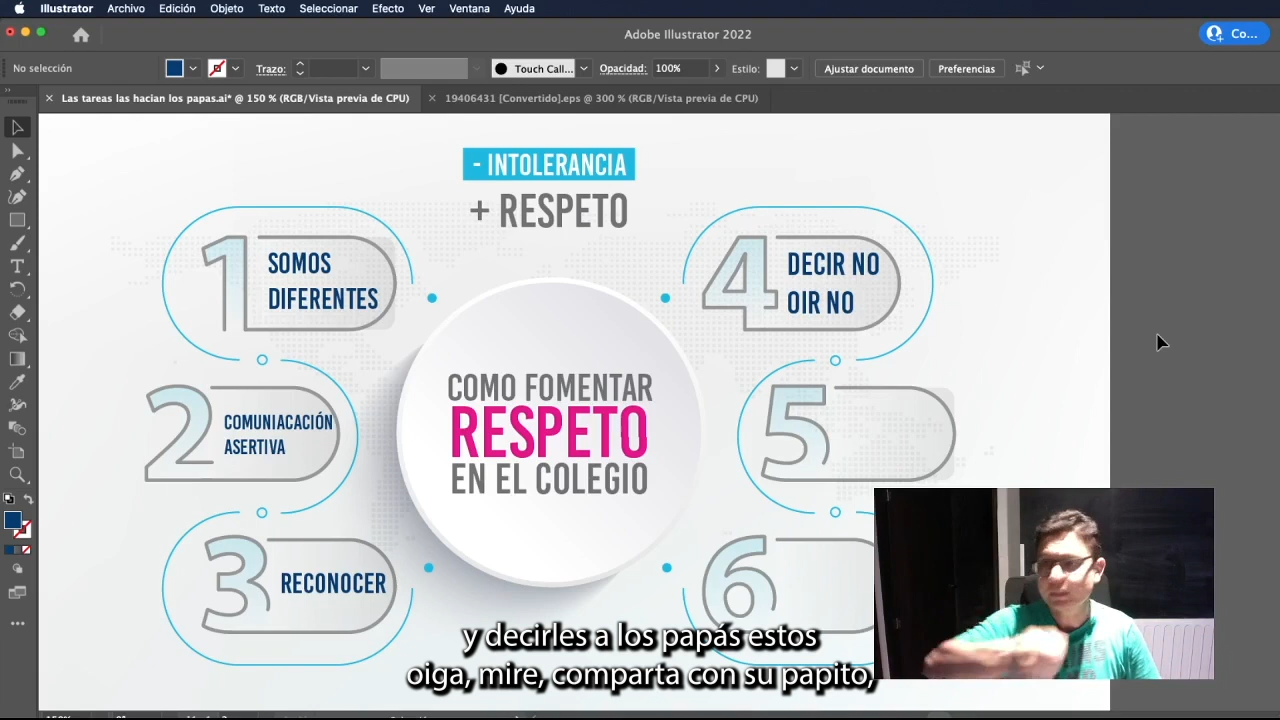 Illustrator Archivo Edición Objeto Texto Seleccionar Efecto Ver Ventana Ayuda
Adobe Illustrator 2022
Co...
No selección Trazo: Touch Call... Opacidad: 100% Estilo: Ajustar documento Preferencias
Las tareas las hacian los papas.ai* @ 150 % (RGB/Vista previa de CPU)
19406431 [Convertido].eps @ 300 % (RGB/Vista previa de CPU)
- INTOLERANCIA
+ RESPETO
1
SOMOS
DIFERENTES
2
COMUNIACACIÓN
ASERTIVA
3
RECONOCER
COMO FOMENTAR
RESPETO
EN EL COLEGIO
4
DECIR NO
OIR NO
5
6
y decirles a los papás estos
oiga, mire, comparta con su papito,